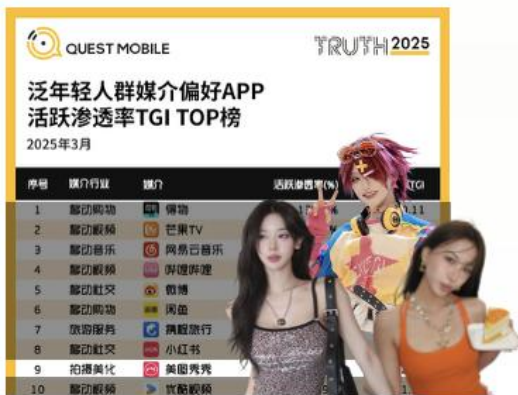 QUEST MOBILE
TRUTH 2025
泛年轻人群媒介偏好APP
活跃渗透率TGI TOP榜
2025年3月
序号 媒介行业 媒介 活跃渗透率(%) TGI
1 移动购物 得物
2 移动视频 芒果TV
3 移动音乐 网易云音乐
4 移动视频 哔哩哔哩
5 移动社交 微博
6 移动购物 闲鱼
7 旅游服务 携程旅行
8 移动社交 小红书
9 拍摄美化 美图秀秀
10 移动视频 优酷视频